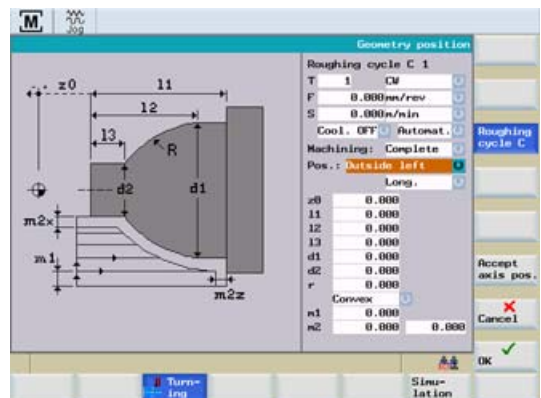 M
Jog
Geometry position
Roughing cycle C 1
T 1 CW
F 0.000 mm/rev
S 0.000 m/min
Cool. OFF Automat.
Machining: Complete
Pos.: Outside left
Long.
z0 0.000
l1 0.000
l2 0.000
l3 0.000
d1 0.000
d2 0.000
r 0.000
Convex
m1 0.000
m2 0.000 0.000
z0 l1
l2
l3
R
d2 d1
m2x
m1
m2z
Roughing
cycle C
Accept
axis pos.
Cancel
OK
Turn-
ing
Simu-
lation